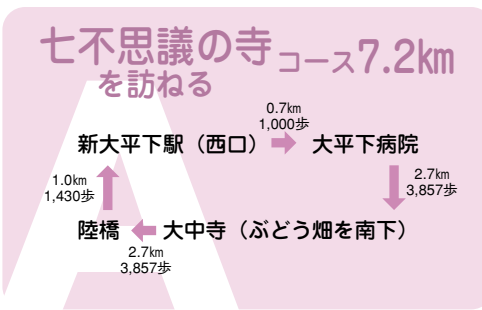 七不思議の寺コース7.2km
を訪ねる
0.7km
1,000歩
新大平下駅（西口） 大平下病院
1.0km
1,430歩
2.7km
3,857歩
陸橋 大中寺（ぶどう畑を南下）
2.7km
3,857歩
A